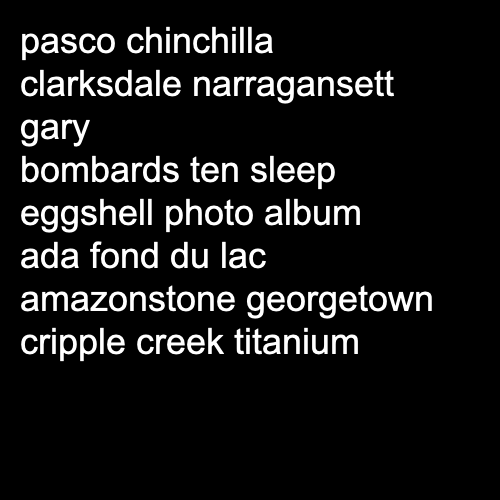 pasco chinchilla
clarksdale narragansett
gary
bombards ten sleep
eggshell photo album
ada fond du lac
amazonstone georgetown
cripple creek titanium